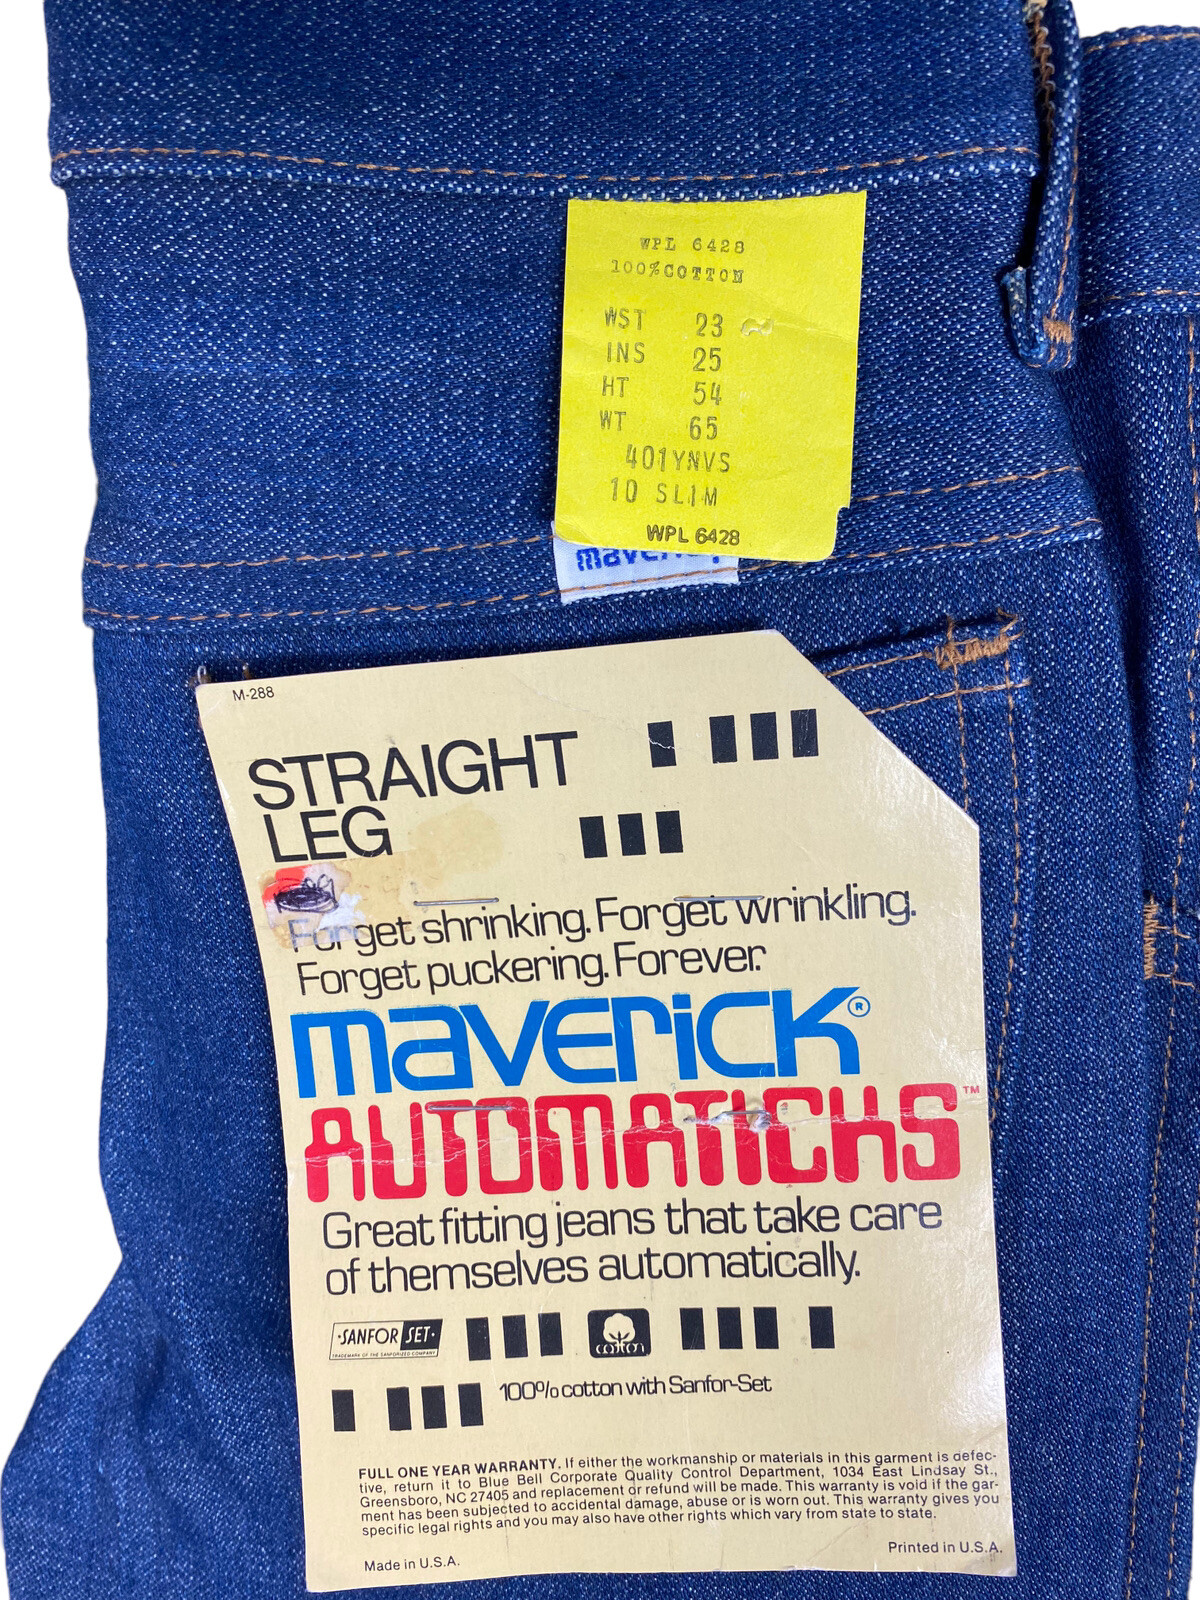 WPL 6428
100%COTTON
WST 23
INS 25
HT 54
WT 65
401YNVS
10 SLIM
WPL 6428
M-288
STRAIGHT
LEG
Forget shrinking. Forget wrinkling.
Forget puckering. Forever.
maverick®
AUTOMATICKS™
Great fitting jeans that take care
of themselves automatically.
·SANFOR SET·
TRADEMARK OF THE SANFORIZED COMPANY
cotton
100% cotton with Sanfor-Set
FULL ONE YEAR WARRANTY. If either the workmanship or materials in this garment is defec-
tive, return it to Blue Bell Corporate Quality Control Department, 1034 East Lindsay St.,
Greensboro, NC 27405 and replacement or refund will be made. This warranty is void if the gar-
ment has been subjected to accidental damage, abuse or is worn out. This warranty gives you
specific legal rights and you may also have other rights which vary from state to state.
Made in U.S.A.
Printed in U.S.A.